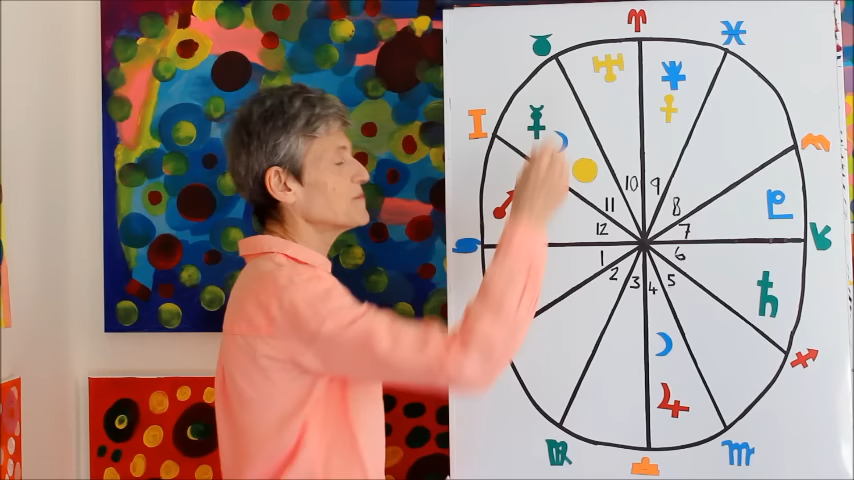 ♈ ♓
♉
♅ ♆
♊ ☿ ♀ ♒
10 9
11 8 ♇
♂ 12 7
♋ ♑
1 6
2 3 4 5 ♄
☽
♐
♃
♍ ♎ ♏